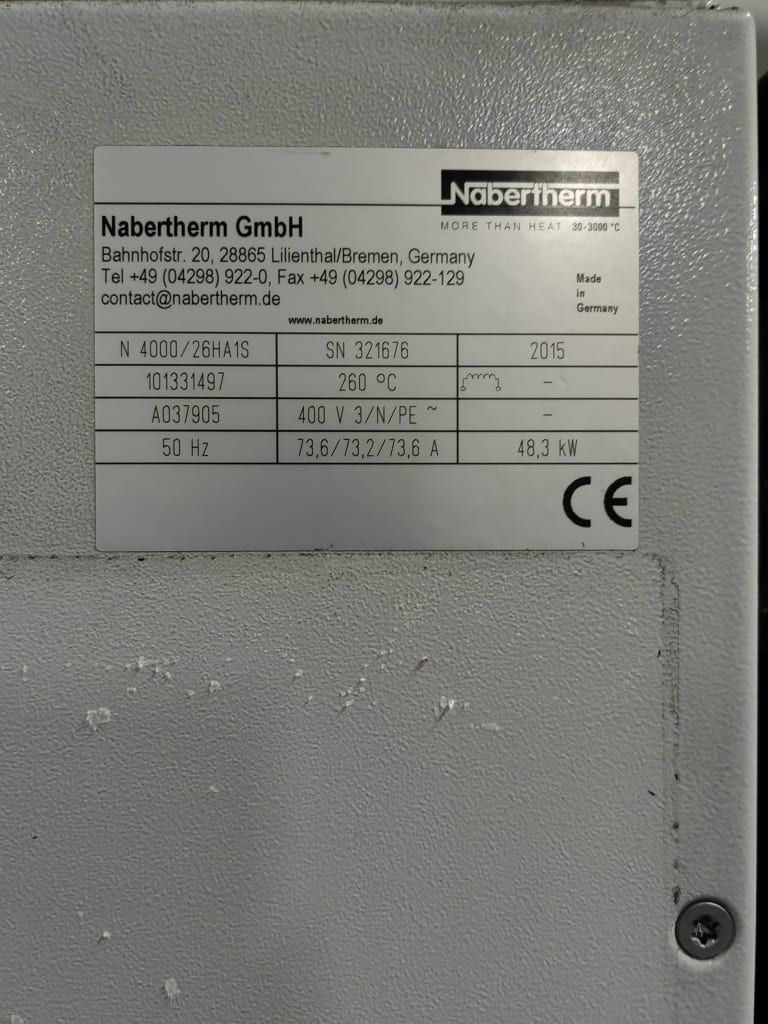 Nabertherm
MORE THAN HEAT 30-3000 °C
Nabertherm GmbH
Bahnhofstr. 20, 28865 Lilienthal/Bremen, Germany
Tel +49 (04298) 922-0, Fax +49 (04298) 922-129
contact@nabertherm.de
Made
in
Germany
www.nabertherm.de
N 4000/26HA1S SN 321676 2015
101331497 260 °C –
A037905 400 V 3/N/PE ~ –
50 Hz 73,6/73,2/73,6 A 48,3 kW
CE